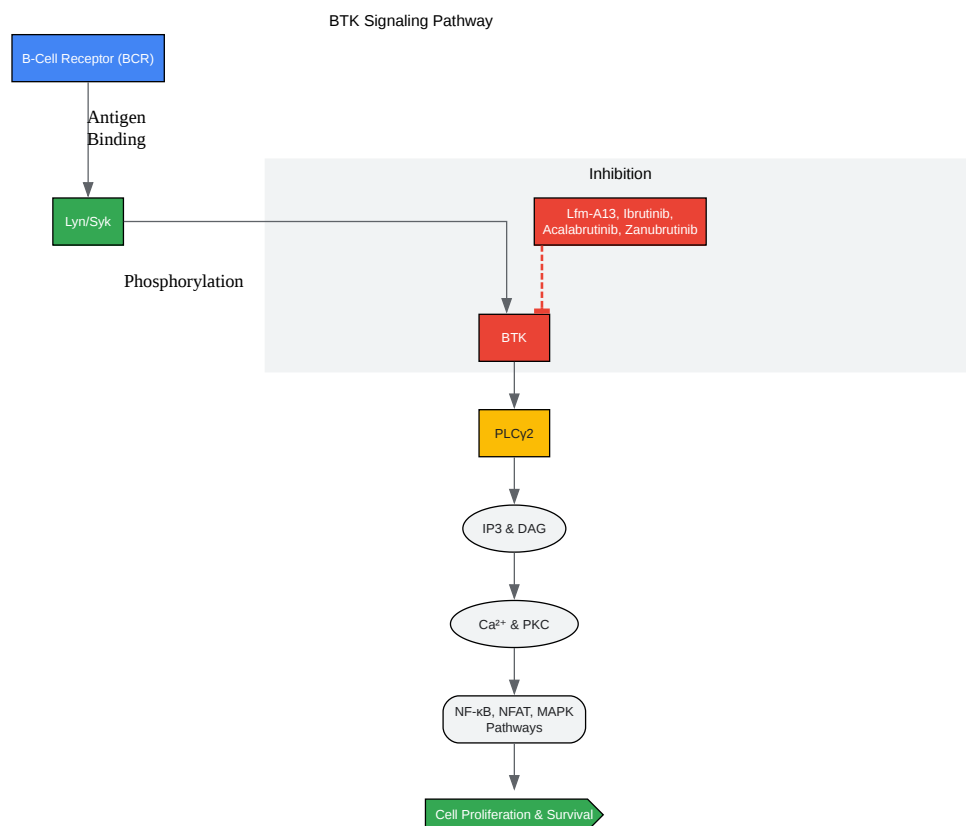 BTK Signaling Pathway
B-Cell Receptor (BCR)
Antigen
Binding
Inhibition
Lyn/Syk
Lfm-A13, Ibrutinib,
Acalabrutinib, Zanubrutinib
Phosphorylation
BTK
PLCγ2
IP3 & DAG
Ca²⁺ & PKC
NF-κB, NFAT, MAPK
Pathways
Cell Proliferation & Survival